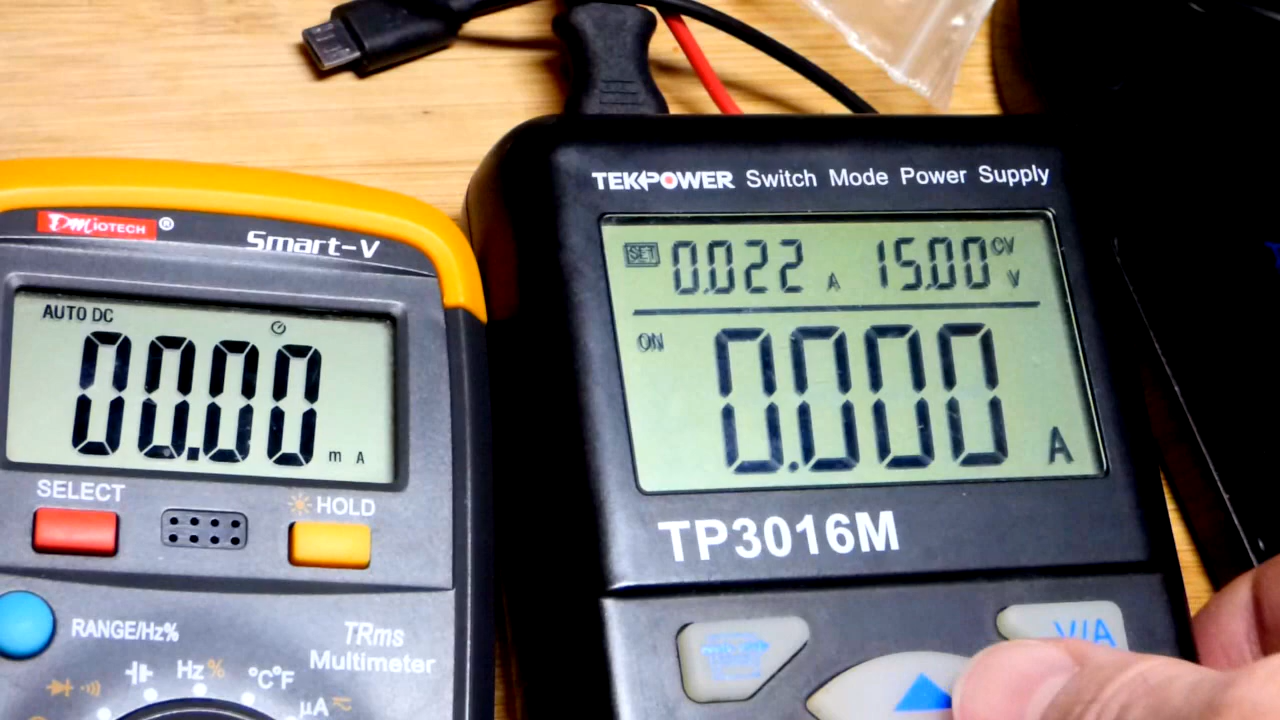 DMiOTECH®
Smart-V
AUTO DC
00.00 mA
SELECT
HOLD
RANGE/Hz%
TRms
Multimeter
Hz%
°C°F
µA
TEKPOWER Switch Mode Power Supply
SET 0.022 A 15.00 CV V
ON
0.000 A
TP3016M
V/A